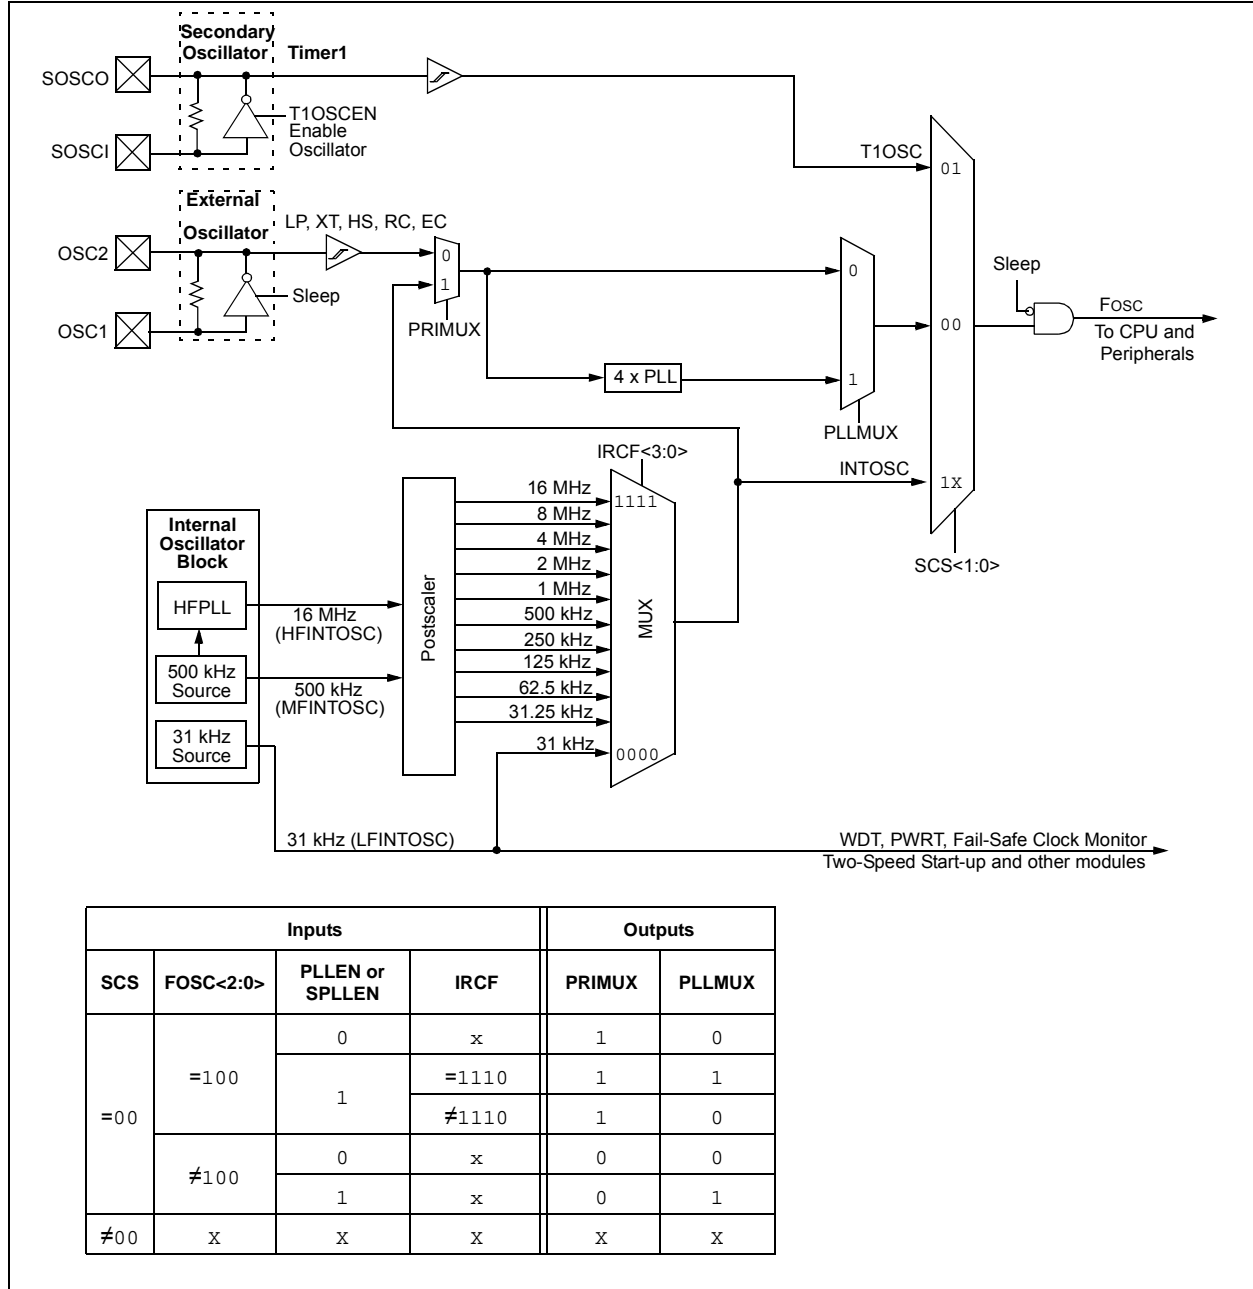 Secondary
Oscillator
Timer1
SOSCO
T1OSCEN
Enable
Oscillator
SOSCI
T1OSC
01
External
Oscillator
LP, XT, HS, RC, EC
OSC2
0
1
Sleep
OSC1
PRIMUX
0
1
4 x PLL
PLLMUX
00
Sleep
FOSC
To CPU and
Peripherals
INTOSC
1X
SCS<1:0>
IRCF<3:0>
Internal
Oscillator
Block
HFPLL
500 kHz
Source
31 kHz
Source
16 MHz
(HFINTOSC)
500 kHz
(MFINTOSC)
Postscaler
16 MHz
8 MHz
4 MHz
2 MHz
1 MHz
500 kHz
250 kHz
125 kHz
62.5 kHz
31.25 kHz
31 kHz
1111
MUX
0000
31 kHz (LFINTOSC)
WDT, PWRT, Fail-Safe Clock Monitor
Two-Speed Start-up and other modules
Inputs Outputs
SCS FOSC<2:0> PLLEN or SPLLEN IRCF PRIMUX PLLMUX
=00 =100 0 x 1 0
1 =1110 1 1
≠1110 1 0
≠100 0 x 0 0
1 x 0 1
≠00 X X X X X